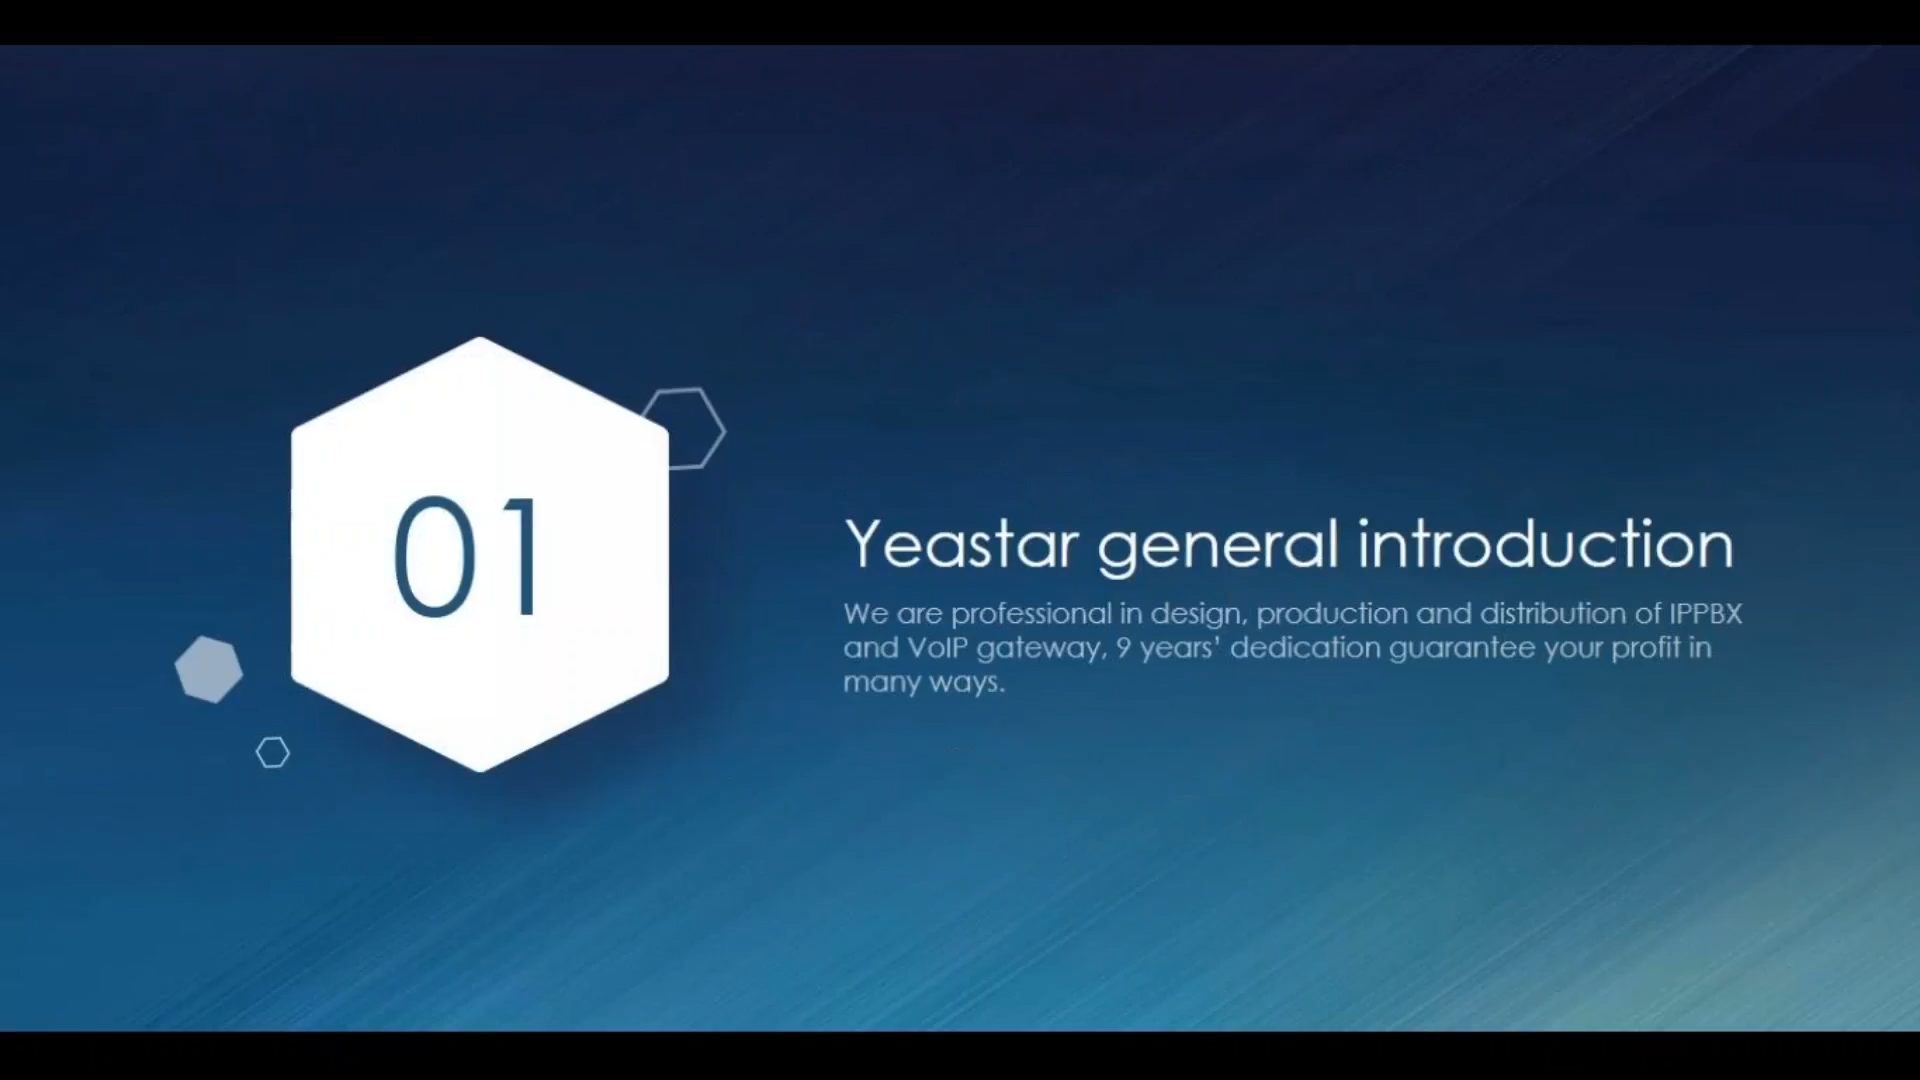 01
Yeastar general introduction
We are professional in design, production and distribution of IPPBX
and VoIP gateway, 9 years’ dedication guarantee your profit in
many ways.